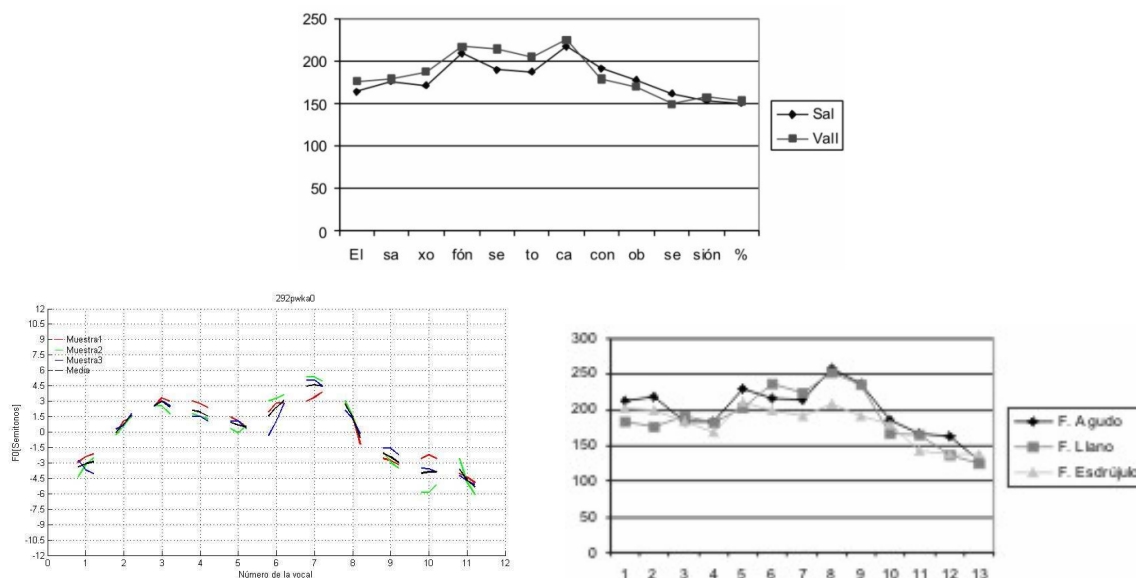 250
200
150
100
50
0
Sal
Vall
El sa xo fón se to ca con ob se sión %
292pwka0
12
10.5
9
7.5
6
4.5
3
1.5
0
-1.5
-3
-4.5
-6
-7.5
-9
-10.5
-12
F0[Semitonos]
Muestra1
Muestra2
Muestra3
Media
0 1 2 3 4 5 6 7 8 9 10 11 12
Número de la vocal
300
250
200
150
100
50
0
F. Agudo
F. Llano
F. Esdrújulo
1 2 3 4 5 6 7 8 9 10 11 12 13